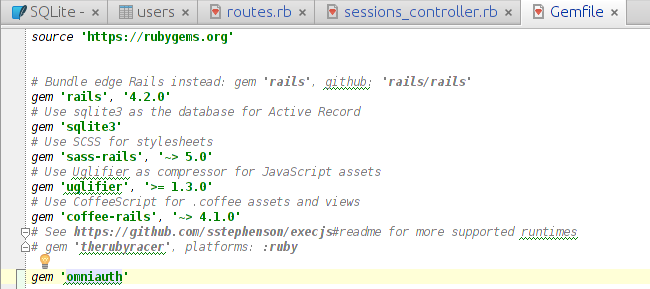 SQLite -
users
routes.rb
sessions_controller.rb
Gemfile
source 'https://rubygems.org'
# Bundle edge Rails instead: gem 'rails', github: 'rails/rails'
gem 'rails', '4.2.0'
# Use sqlite3 as the database for Active Record
gem 'sqlite3'
# Use SCSS for stylesheets
gem 'sass-rails', '~> 5.0'
# Use Uglifier as compressor for JavaScript assets
gem 'uglifier', '>= 1.3.0'
# Use CoffeeScript for .coffee assets and views
gem 'coffee-rails', '~> 4.1.0'
# See https://github.com/sstephenson/execjs#readme for more supported runtimes
# gem 'therubyracer', platforms: :ruby
gem 'omniauth'